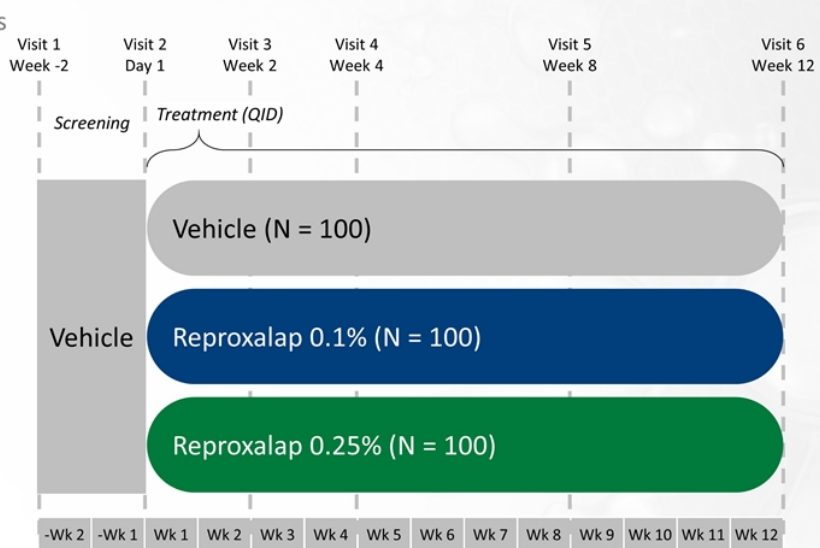 s
Visit 1 Visit 2 Visit 3 Visit 4 Visit 5 Visit 6
Week -2 Day 1 Week 2 Week 4 Week 8 Week 12
Screening Treatment (QID)
Vehicle (N = 100)
Vehicle Reproxalap 0.1% (N = 100)
Reproxalap 0.25% (N = 100)
-Wk 2 -Wk 1 Wk 1 Wk 2 Wk 3 Wk 4 Wk 5 Wk 6 Wk 7 Wk 8 Wk 9 Wk 10 Wk 11 Wk 12